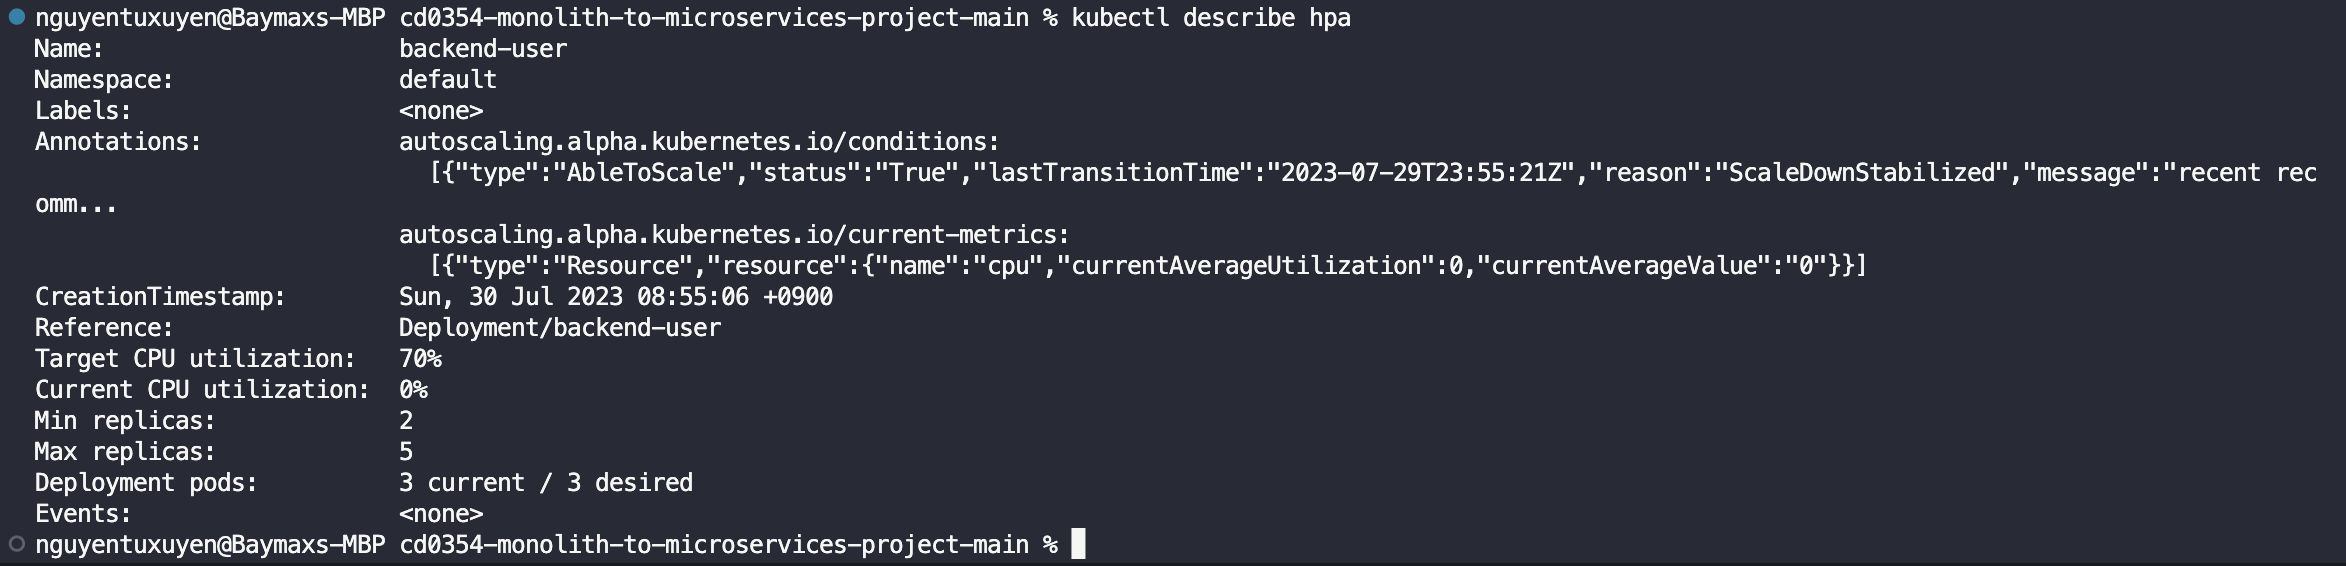 nguyentuxuyen@Baymaxs-MBP cd0354-monolith-to-microservices-project-main % kubectl describe hpa
Name:                     backend-user
Namespace:                default
Labels:                   <none>
Annotations:              autoscaling.alpha.kubernetes.io/conditions:
                            [{"type":"AbleToScale","status":"True","lastTransitionTime":"2023-07-29T23:55:21Z","reason":"ScaleDownStabilized","message":"recent rec
omm...
                          autoscaling.alpha.kubernetes.io/current-metrics:
                            [{"type":"Resource","resource":{"name":"cpu","currentAverageUtilization":0,"currentAverageValue":"0"}}]
CreationTimestamp:        Sun, 30 Jul 2023 08:55:06 +0900
Reference:                Deployment/backend-user
Target CPU utilization:   70%
Current CPU utilization:  0%
Min replicas:             2
Max replicas:             5
Deployment pods:          3 current / 3 desired
Events:                   <none>
nguyentuxuyen@Baymaxs-MBP cd0354-monolith-to-microservices-project-main %